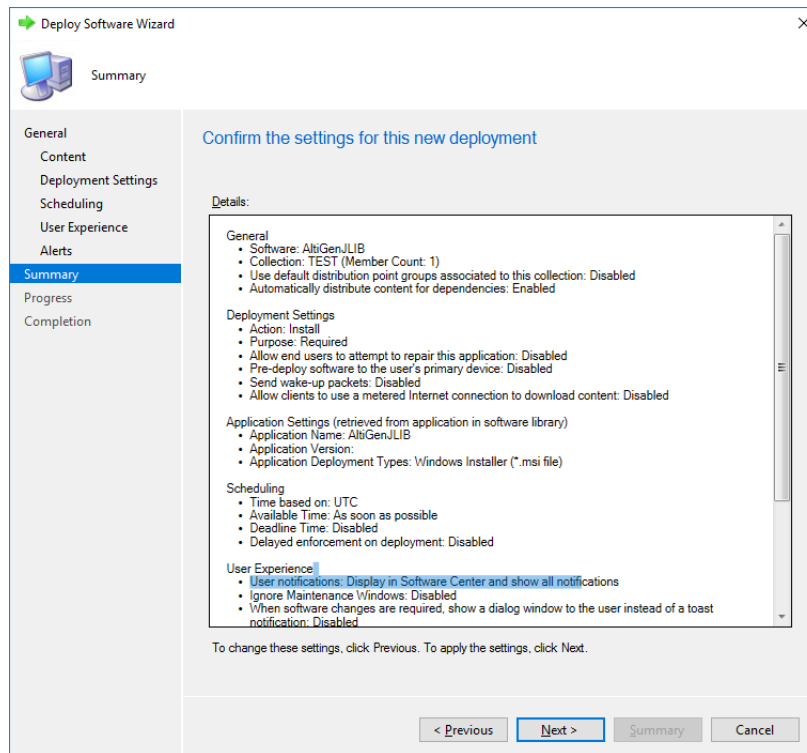 Deploy Software Wizard
Summary
General
Content
Deployment Settings
Scheduling
User Experience
Alerts
Summary
Progress
Completion
Confirm the settings for this new deployment
Details:
General
• Software: AltiGenJLIB
• Collection: TEST (Member Count: 1)
• Use default distribution point groups associated to this collection: Disabled
• Automatically distribute content for dependencies: Enabled
Deployment Settings
• Action: Install
• Purpose: Required
• Allow end users to attempt to repair this application: Disabled
• Pre-deploy software to the user's primary device: Disabled
• Send wake-up packets: Disabled
• Allow clients to use a metered Internet connection to download content: Disabled
Application Settings (retrieved from application in software library)
• Application Name: AltiGenJLIB
• Application Version:
• Application Deployment Types: Windows Installer (*.msi file)
Scheduling
• Time based on: UTC
• Available Time: As soon as possible
• Deadline Time: Disabled
• Delayed enforcement on deployment: Disabled
User Experience
• User notifications: Display in Software Center and show all notifications
• Ignore Maintenance Windows: Disabled
• When software changes are required, show a dialog window to the user instead of a toast
notification: Disabled
To change these settings, click Previous. To apply the settings, click Next.
< Previous
Next >
Summary
Cancel